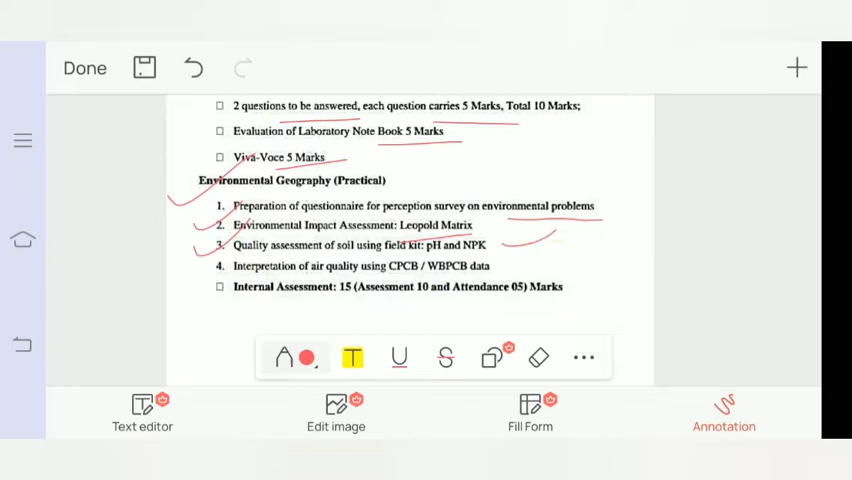 Done
☐ 2 questions to be answered, each question carries 5 Marks, Total 10 Marks;
☐ Evaluation of Laboratory Note Book 5 Marks
☐ Viva-Voce 5 Marks
Environmental Geography (Practical)
1. Preparation of questionnaire for perception survey on environmental problems
2. Environmental Impact Assessment: Leopold Matrix
3. Quality assessment of soil using field kit: pH and NPK
4. Interpretation of air quality using CPCB / WBPCB data
☐ Internal Assessment: 15 (Assessment 10 and Attendance 05) Marks
T U S
Text editor Edit image Fill Form Annotation